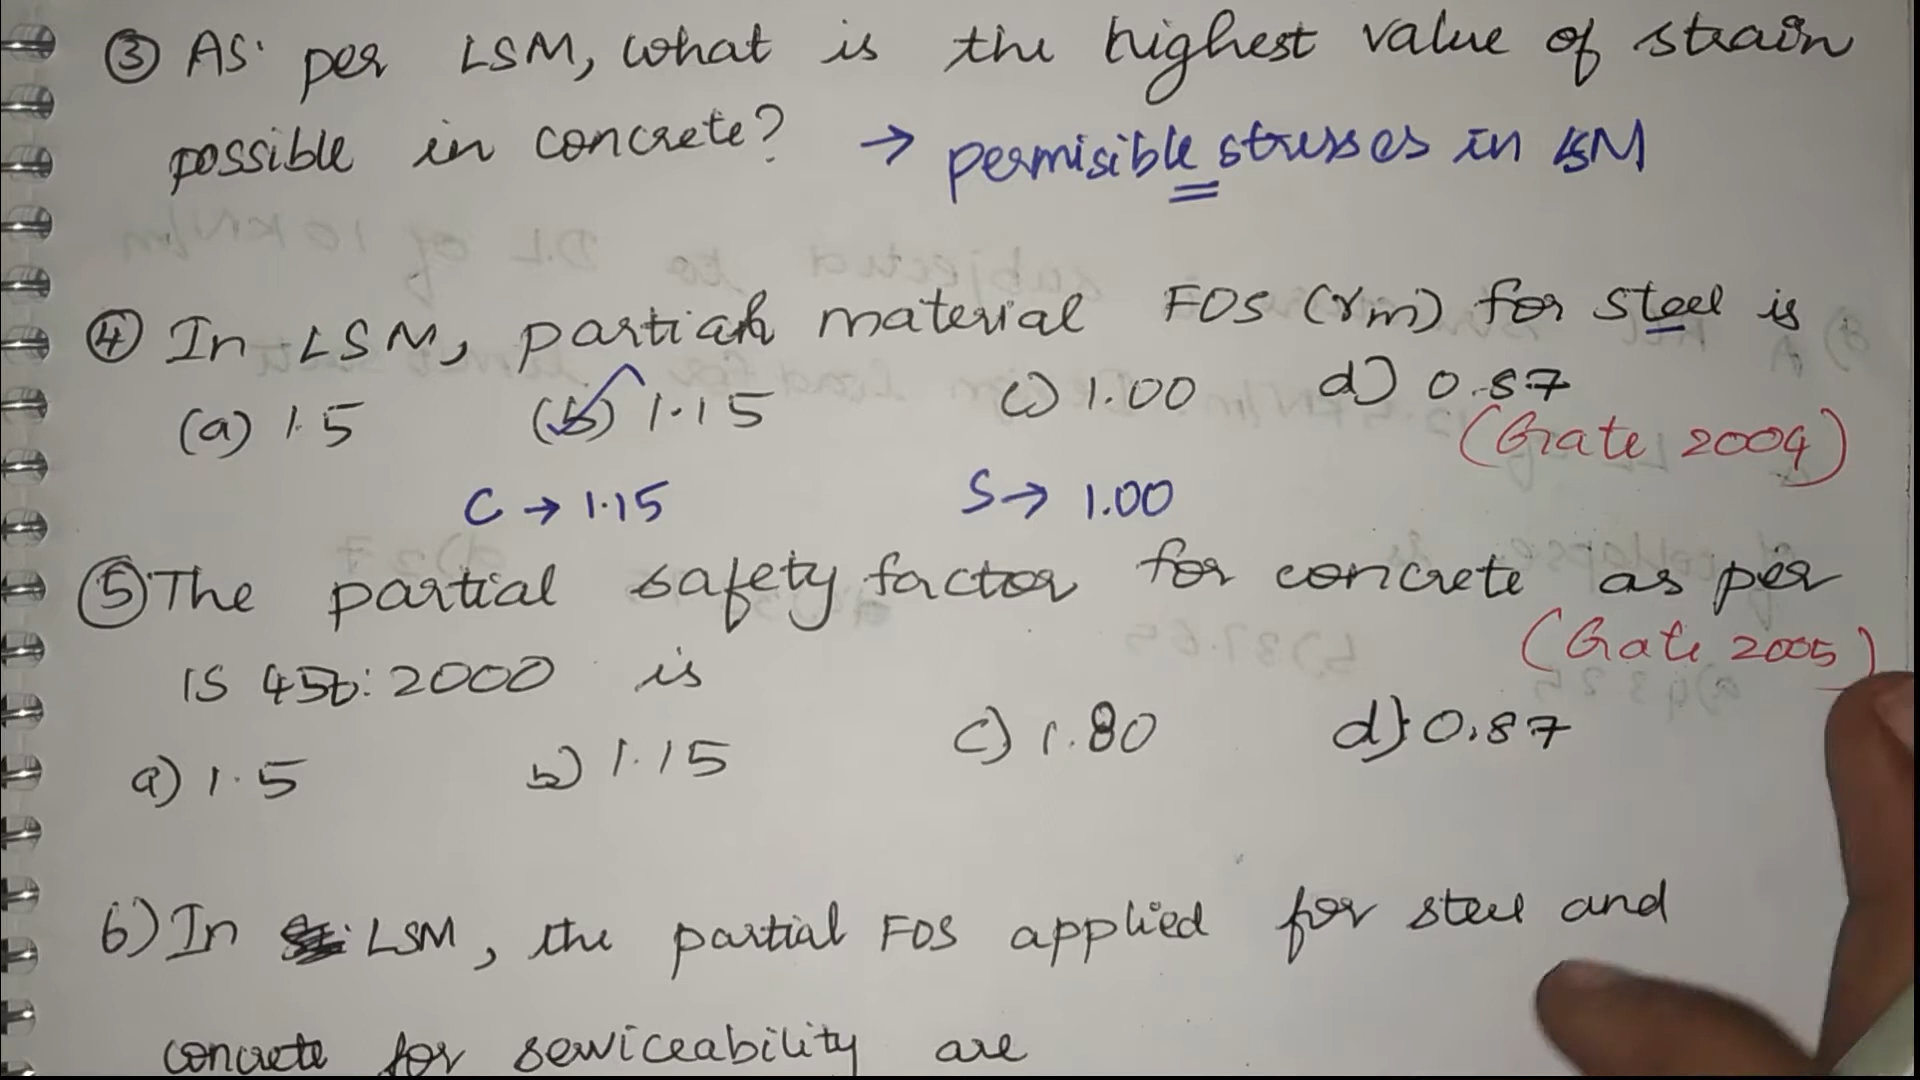 ③ As per LSM, what is the highest value of strain
possible in concrete? → permisible stresses in LSM
④ In LSM, partial material FOS (γm) for steel is
(a) 1.5 (b) 1.15 c) 1.00 d) 0.87
(Gate 2004)
C → 1.15 S → 1.00
⑤ The partial safety factor for concrete as per
IS 456:2000 is (Gate 2005)
a) 1.5 b) 1.15 c) 1.80 d) 0.87
6) In LSM, the partial FOS applied for steel and
concrete for serviceability are